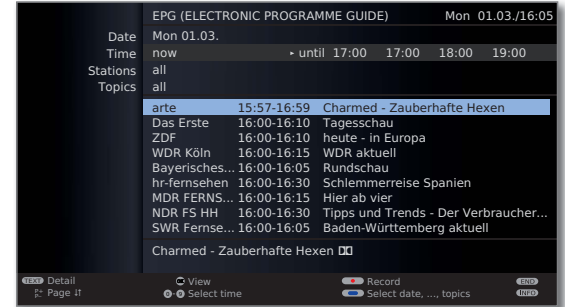 EPG (ELECTRONIC PROGRAMME GUIDE) Mon 01.03./16:05
Date Mon 01.03.
Time now ▸ until 17:00 17:00 18:00 19:00
Stations all
Topics all
arte 15:57-16:59 Charmed - Zauberhafte Hexen
Das Erste 16:00-16:10 Tagesschau
ZDF 16:00-16:10 heute - in Europa
WDR Köln 16:00-16:15 WDR aktuell
Bayerisches... 16:00-16:05 Rundschau
hr-fernsehen 16:00-16:30 Schlemmerreise Spanien
MDR FERNS... 16:00-16:15 Hier ab vier
NDR FS HH 16:00-16:30 Tipps und Trends - Der Verbraucher...
SWR Fernse... 16:00-16:05 Baden-Württemberg aktuell
Charmed - Zauberhafte Hexen
TEXT Detail OK View Record END
P+ P- Page ↓↑ 0-9 Select time Select date, ..., topics INFO